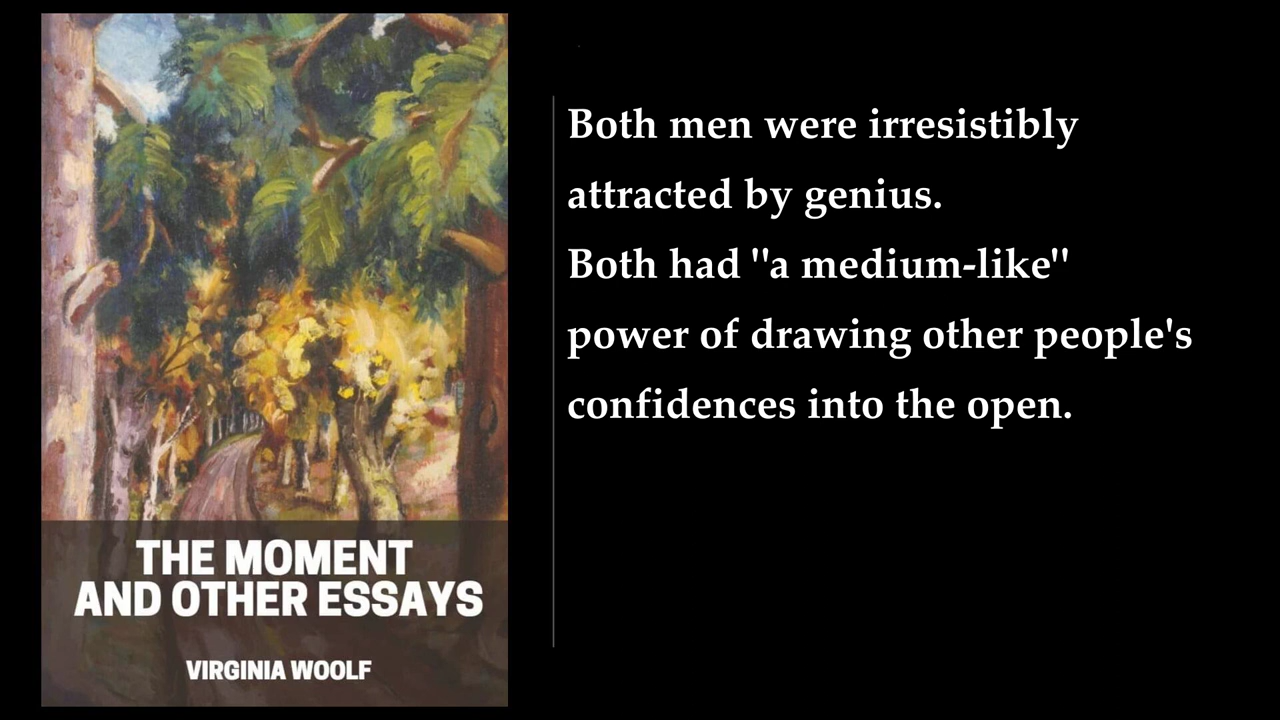 THE MOMENT
AND OTHER ESSAYS
VIRGINIA WOOLF
Both men were irresistibly
attracted by genius.
Both had "a medium-like"
power of drawing other people's
confidences into the open.